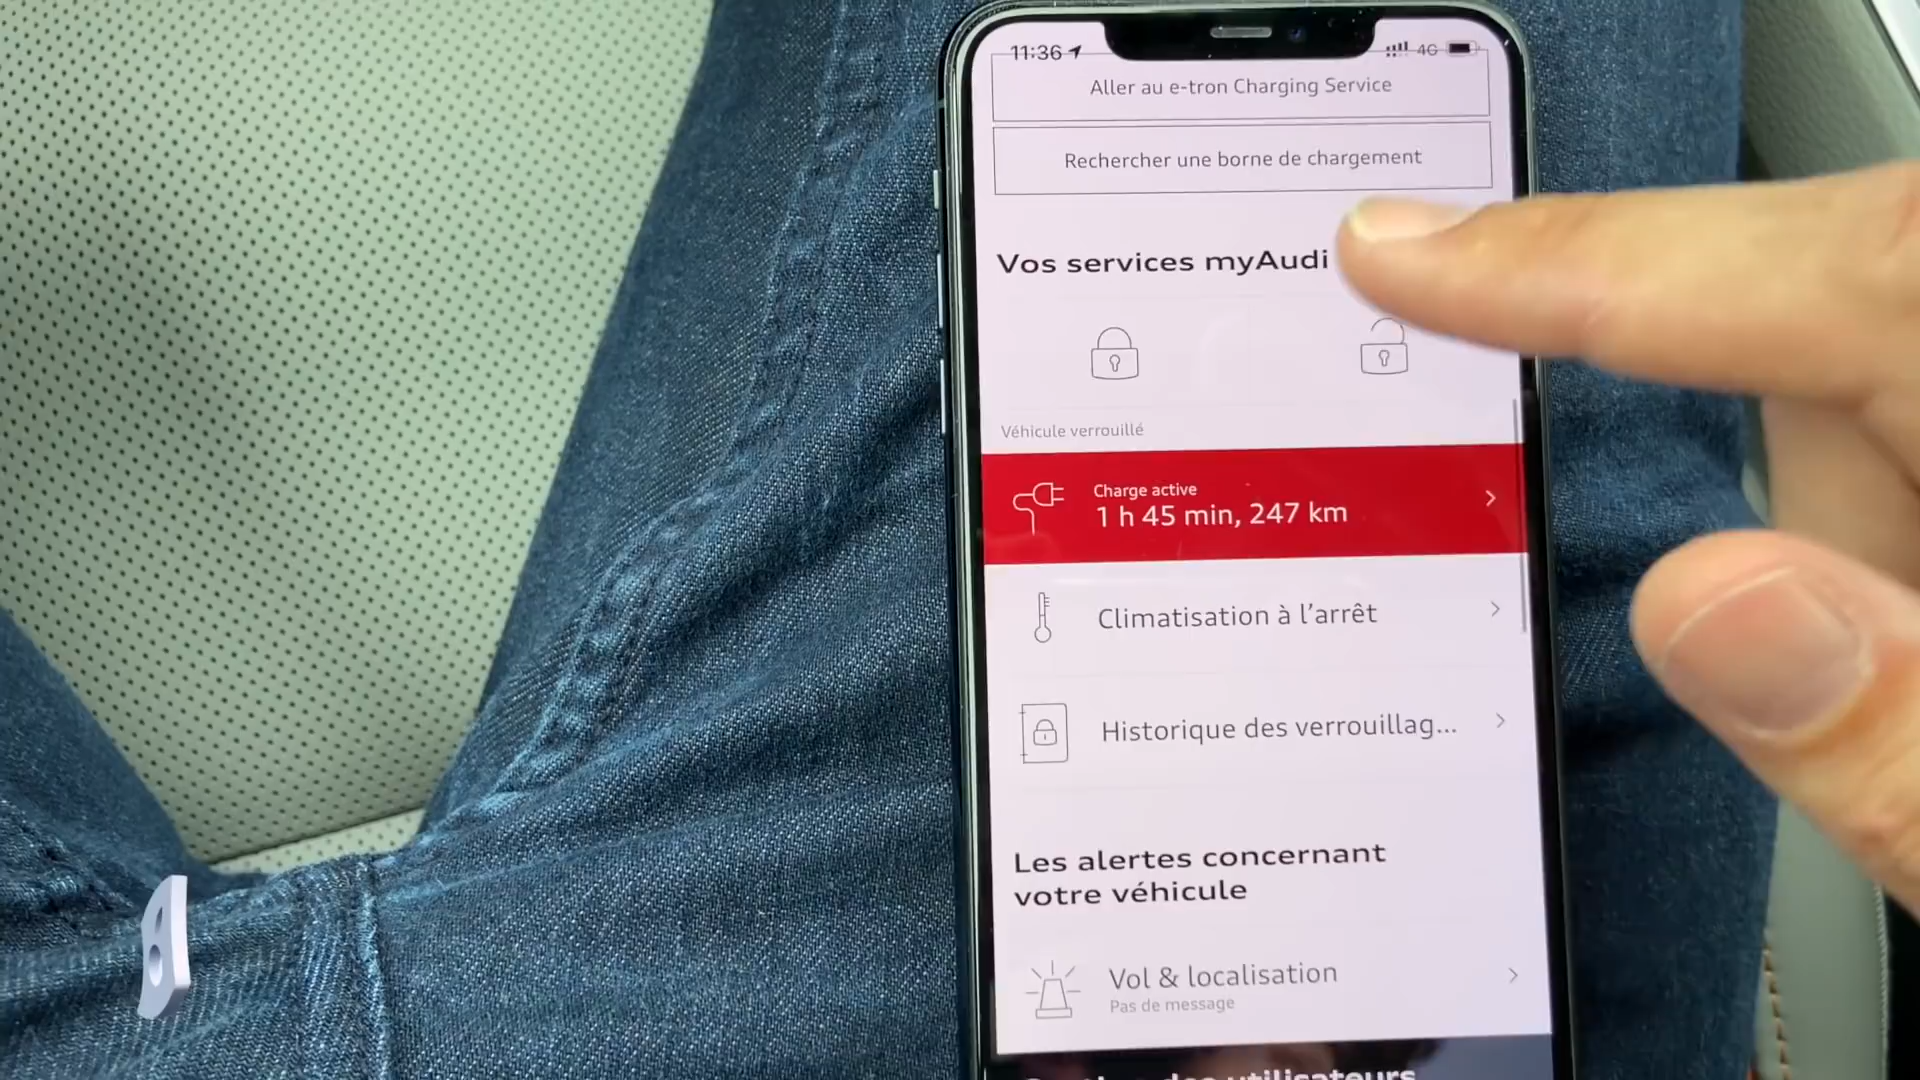 11:36
4G
Aller au e-tron Charging Service
Rechercher une borne de chargement
Vos services myAudi
Véhicule verrouillé
Charge active
1 h 45 min, 247 km
Climatisation à l’arrêt
Historique des verrouillag...
Les alertes concernant
votre véhicule
Vol & localisation
Pas de message
des utilisateurs